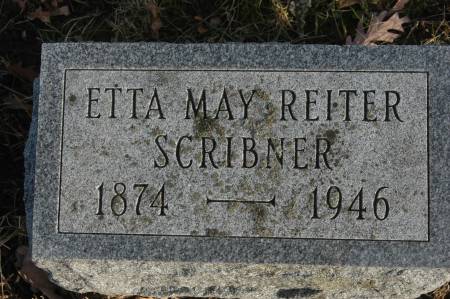 ETTA MAY REITER
SCRIBNER
1874 — 1946